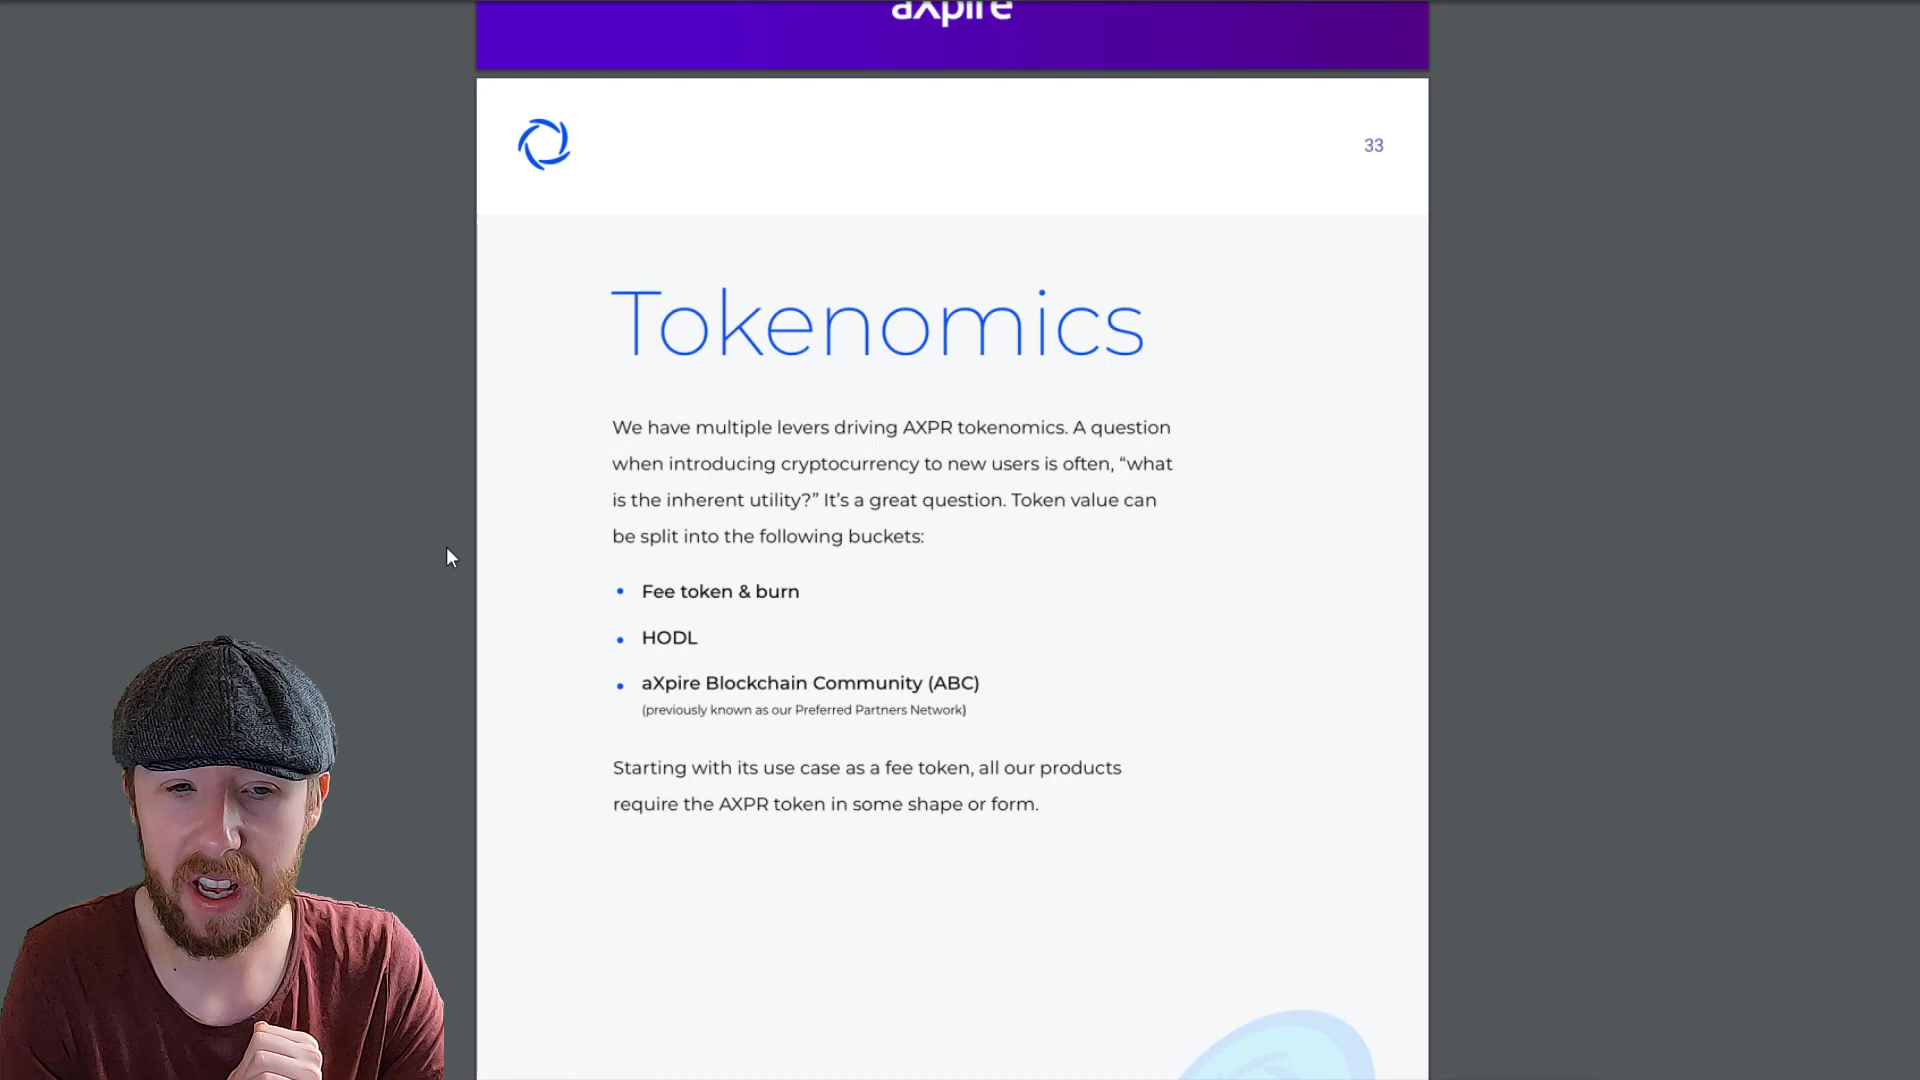 aXpire
33
Tokenomics
We have multiple levers driving AXPR tokenomics. A question
when introducing cryptocurrency to new users is often, “what
is the inherent utility?” It’s a great question. Token value can
be split into the following buckets:
• Fee token & burn
• HODL
• aXpire Blockchain Community (ABC)
(previously known as our Preferred Partners Network)
Starting with its use case as a fee token, all our products
require the AXPR token in some shape or form.